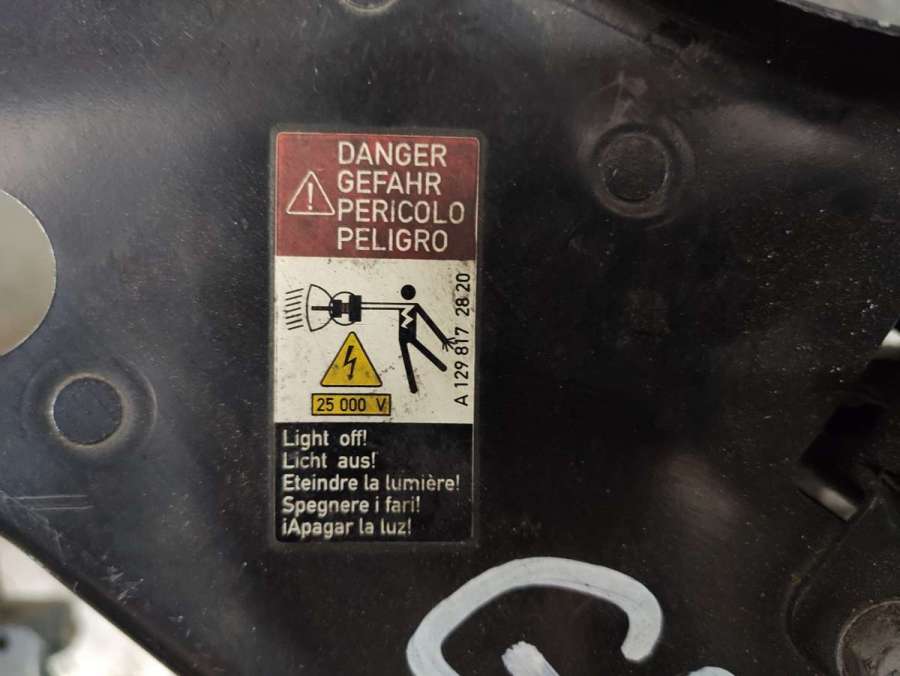 DANGER
GEFAHR
PERICOLO
PELIGRO
A 129 817 28 20
25 000 V
Light off!
Licht aus!
Eteindre la lumière!
Spegnere i fari!
¡Apagar la luz!